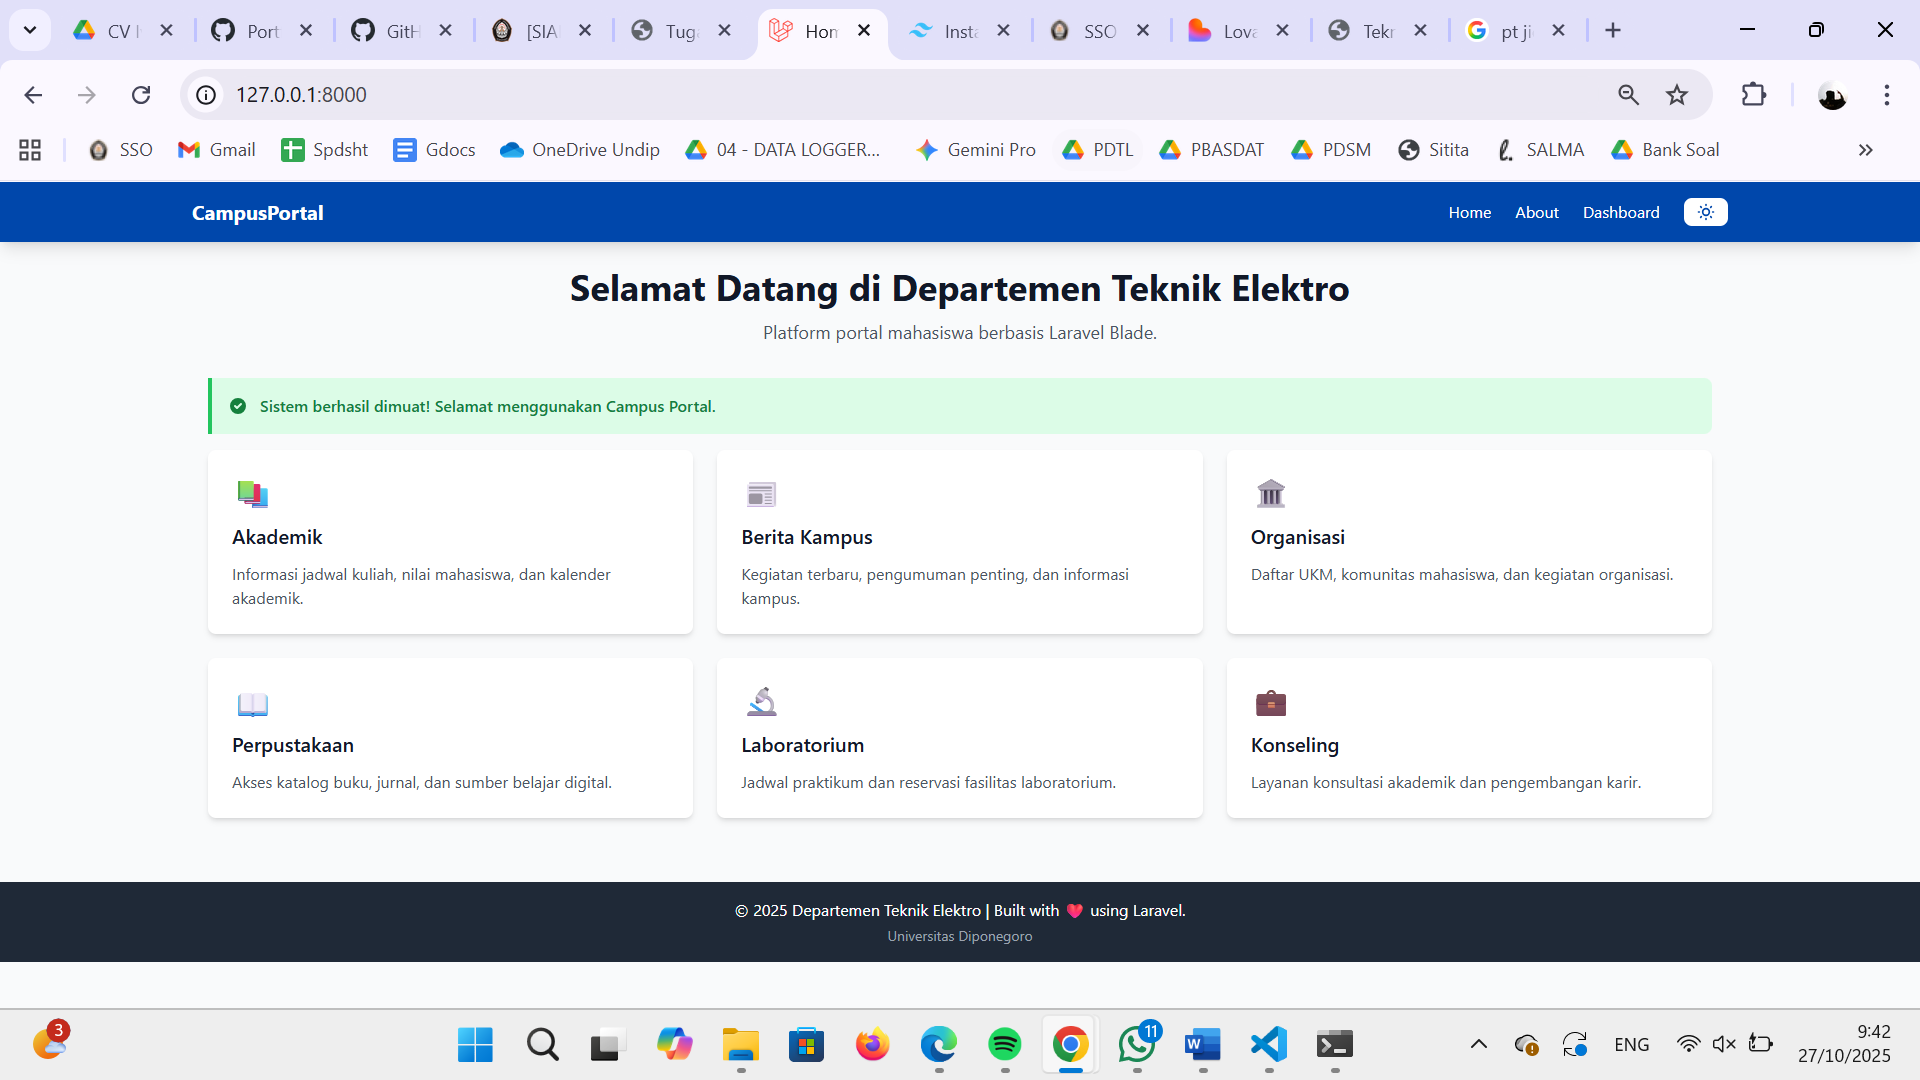 CV
Port
GitH
[SIA
Tuga
Hom
Insta
SSO
Lova
Tekn
pt ji
127.0.0.1:8000
SSO
Gmail
Spdsht
Gdocs
OneDrive Undip
04 - DATA LOGGER...
Gemini Pro
PDTL
PBASDAT
PDSM
Sitita
SALMA
Bank Soal
CampusPortal
Home
About
Dashboard
Selamat Datang di Departemen Teknik Elektro
Platform portal mahasiswa berbasis Laravel Blade.
Sistem berhasil dimuat! Selamat menggunakan Campus Portal.
Akademik
Informasi jadwal kuliah, nilai mahasiswa, dan kalender
akademik.
Berita Kampus
Kegiatan terbaru, pengumuman penting, dan informasi
kampus.
Organisasi
Daftar UKM, komunitas mahasiswa, dan kegiatan organisasi.
Perpustakaan
Akses katalog buku, jurnal, dan sumber belajar digital.
Laboratorium
Jadwal praktikum dan reservasi fasilitas laboratorium.
Konseling
Layanan konsultasi akademik dan pengembangan karir.
© 2025 Departemen Teknik Elektro | Built with ❤️ using Laravel.
Universitas Diponegoro
3
11
ENG
9:42
27/10/2025